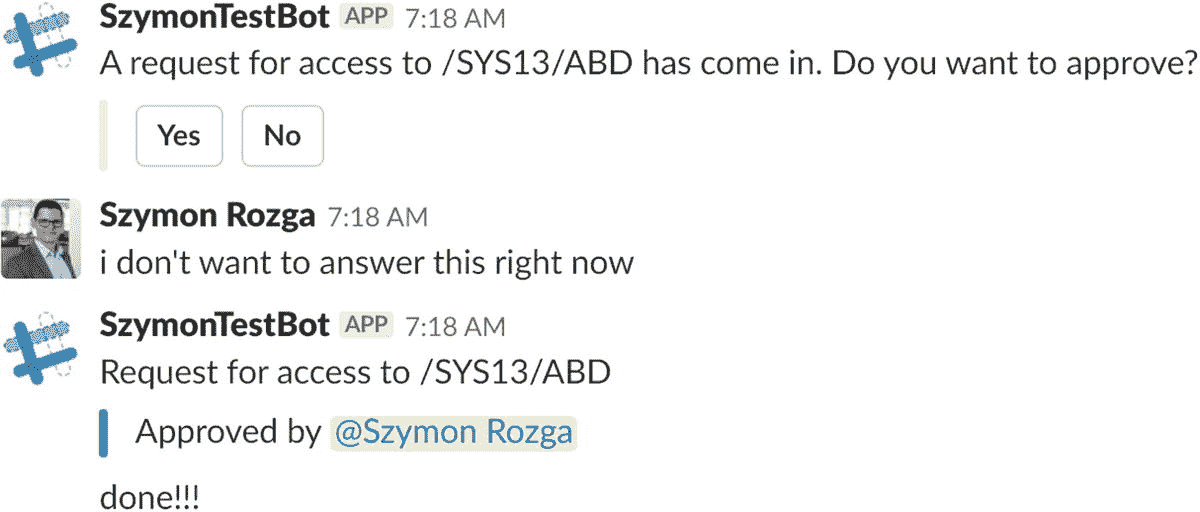 SzymonTestBot APP 7:18 AM
A request for access to /SYS13/ABD has come in. Do you want to approve?
Yes No
Szymon Rozga 7:18 AM
i don't want to answer this right now
SzymonTestBot APP 7:18 AM
Request for access to /SYS13/ABD
Approved by @Szymon Rozga
done!!!